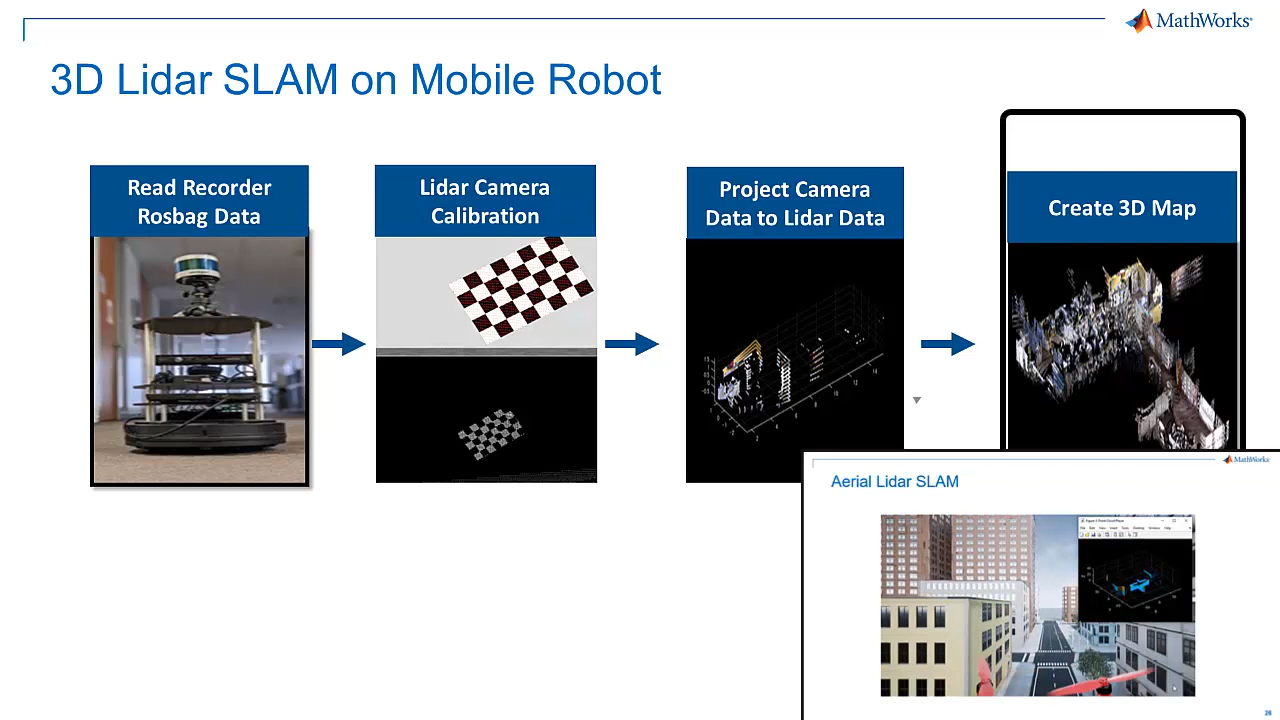 MathWorks
3D Lidar SLAM on Mobile Robot
Read Recorder
Rosbag Data
Lidar Camera
Calibration
Project Camera
Data to Lidar Data
Create 3D Map
MathWorks
Aerial Lidar SLAM
26